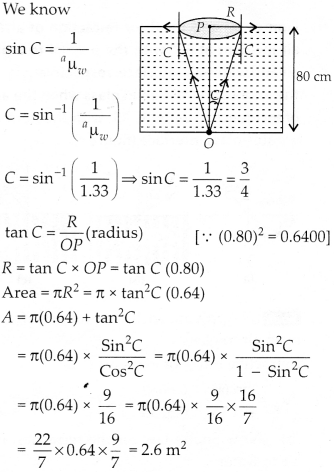 We know
sin C = 1/ᵃμ_w
C = sin⁻¹ (1/ᵃμ_w)
C = sin⁻¹ (1/1.33) ⇒ sin C = 1/1.33 = 3/4
R
P
C
C
C
O
80 cm
tan C = R/OP (radius) [∵ (0.80)² = 0.6400]
R = tan C × OP = tan C (0.80)
Area = πR² = π × tan²C (0.64)
A = π(0.64) + tan²C
= π(0.64) × Sin²C/Cos²C = π(0.64) × Sin²C/1 − Sin²C
= π(0.64) × 9/16 = π(0.64) × 9/16 × 16/7
= 22/7 × 0.64 × 9/7 = 2.6 m²